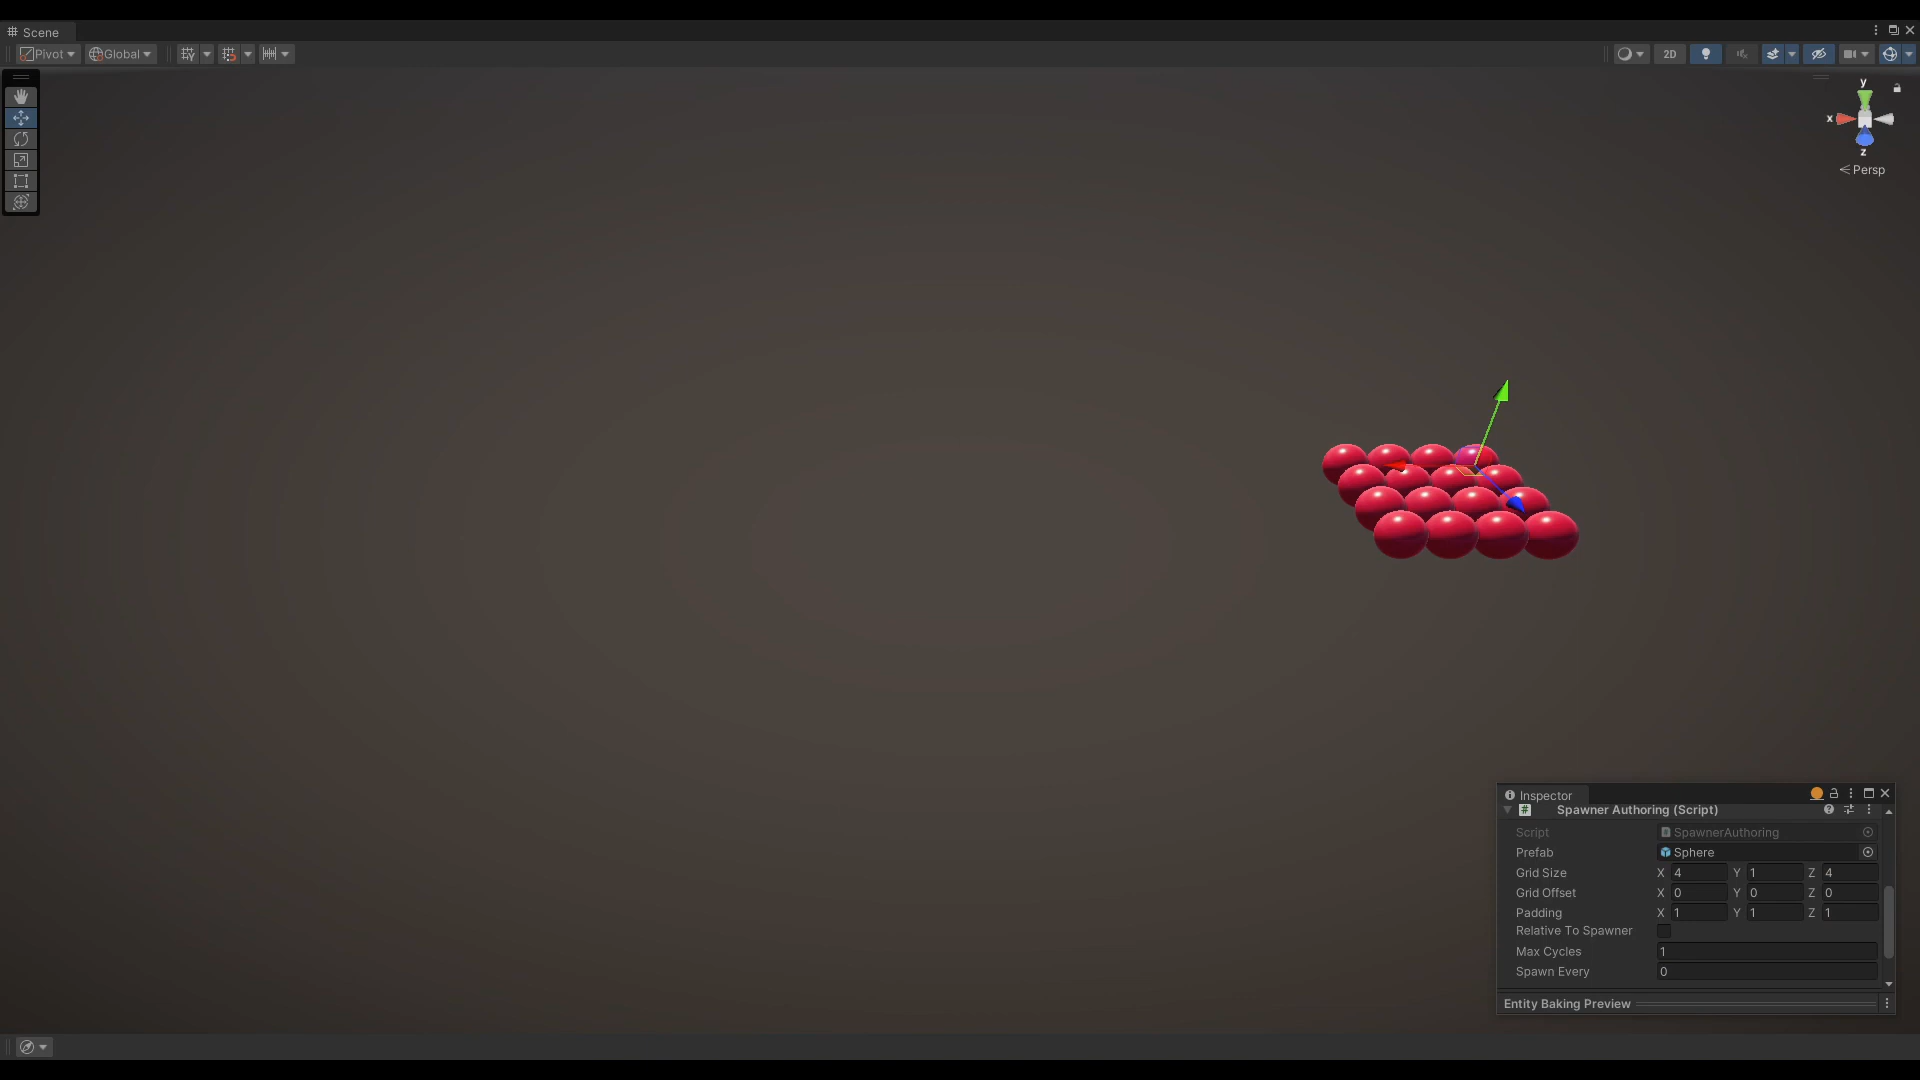 Scene
Pivot Global 2D
y
x
z
Persp
Inspector
Spawner Authoring (Script)
Script SpawnerAuthoring
Prefab Sphere
Grid Size X 4 Y 1 Z 4
Grid Offset X 0 Y 0 Z 0
Padding X 1 Y 1 Z 1
Relative To Spawner
Max Cycles 1
Spawn Every 0
Entity Baking Preview